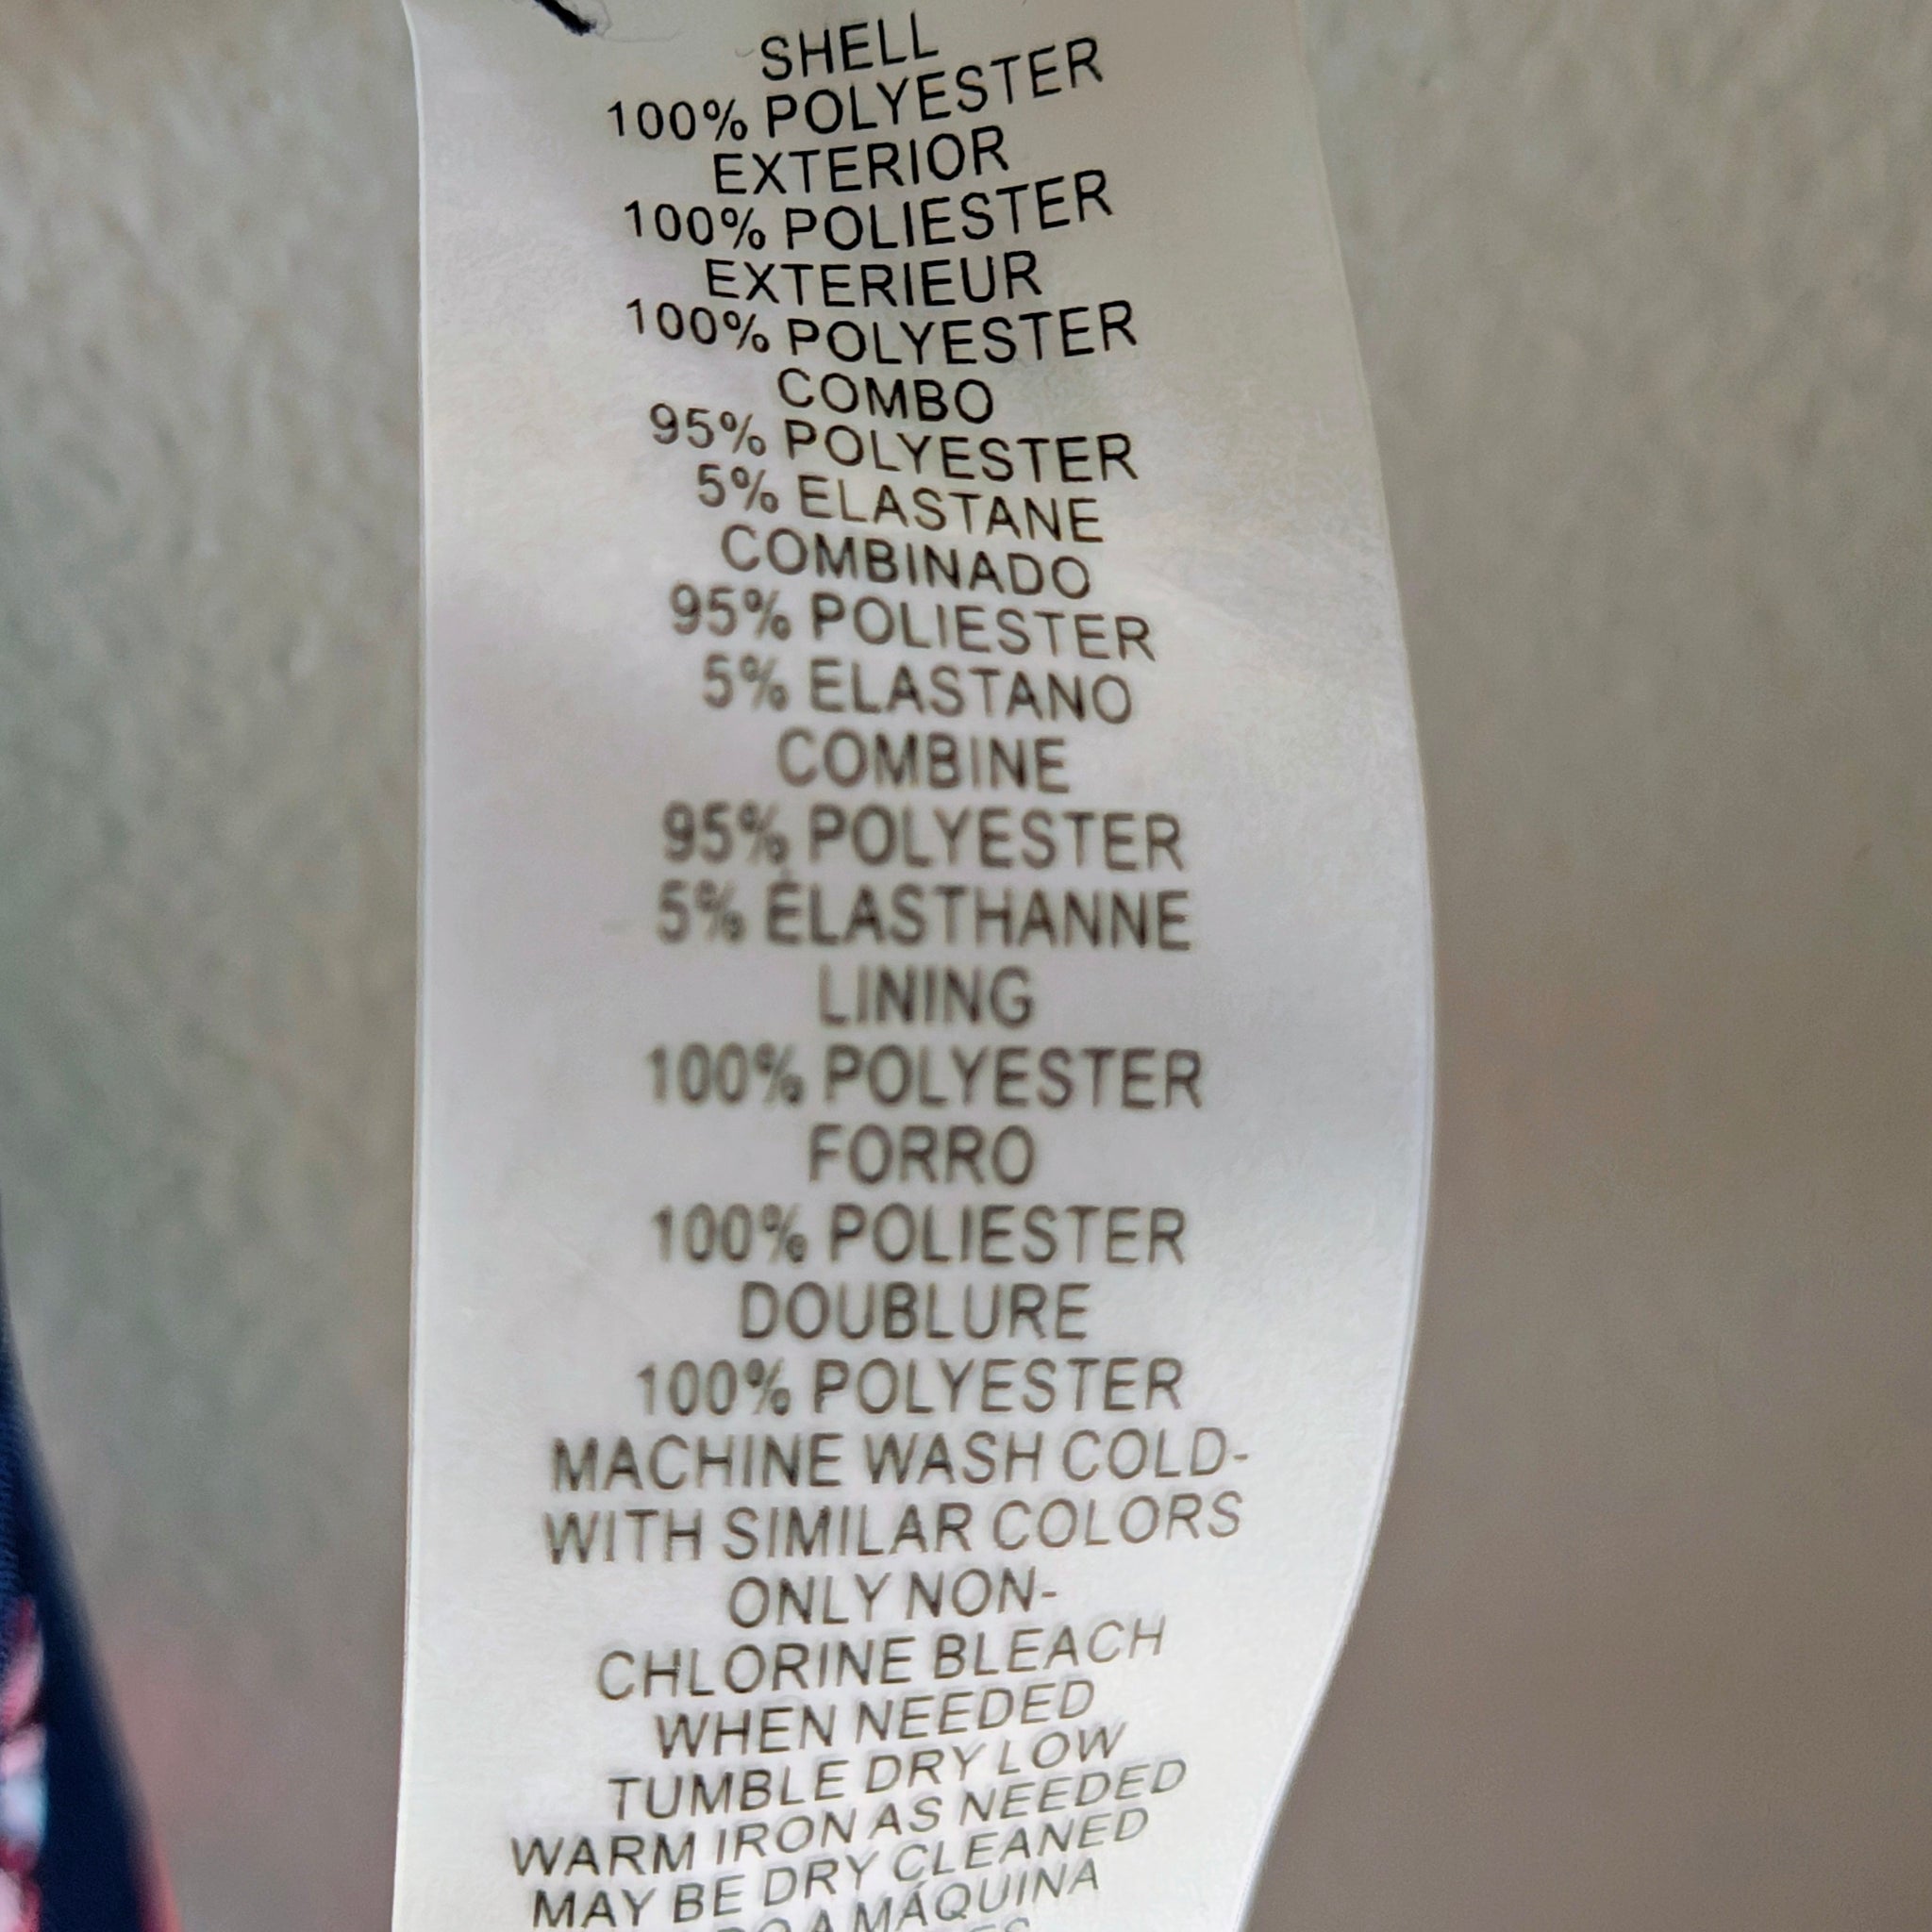 SHELL
100% POLYESTER
EXTERIOR
100% POLIESTER
EXTERIEUR
100% POLYESTER
COMBO
95% POLYESTER
5% ELASTANE
COMBINADO
95% POLIESTER
5% ELASTANO
COMBINE
95% POLYESTER
5% ÉLASTHANNE
LINING
100% POLYESTER
FORRO
100% POLIESTER
DOUBLURE
100% POLYESTER
MACHINE WASH COLD-
WITH SIMILAR COLORS
ONLY NON-
CHLORINE BLEACH
WHEN NEEDED
TUMBLE DRY LOW
WARM IRON AS NEEDED
MAY BE DRY CLEANED
A MÁQUINA